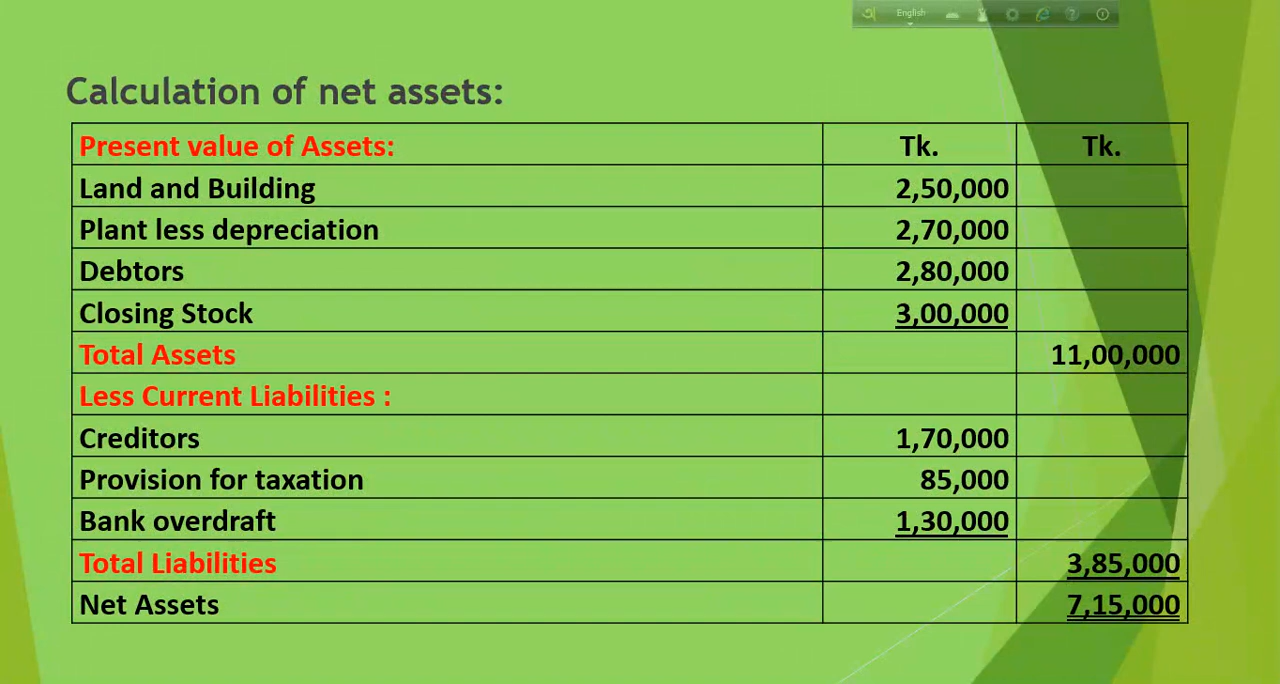 English
Calculation of net assets:
Present value of Assets: Tk. Tk.
Land and Building 2,50,000
Plant less depreciation 2,70,000
Debtors 2,80,000
Closing Stock 3,00,000
Total Assets 11,00,000
Less Current Liabilities :
Creditors 1,70,000
Provision for taxation 85,000
Bank overdraft 1,30,000
Total Liabilities 3,85,000
Net Assets 7,15,000